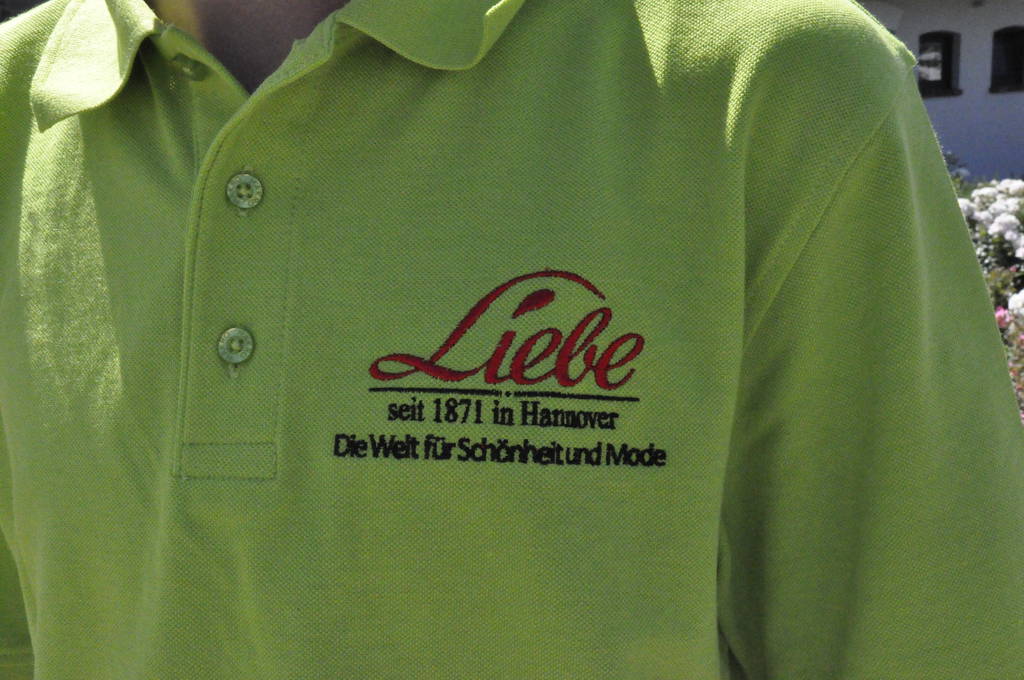 Liebe
seit 1871 in Hannover
Die Welt für Schönheit und Mode